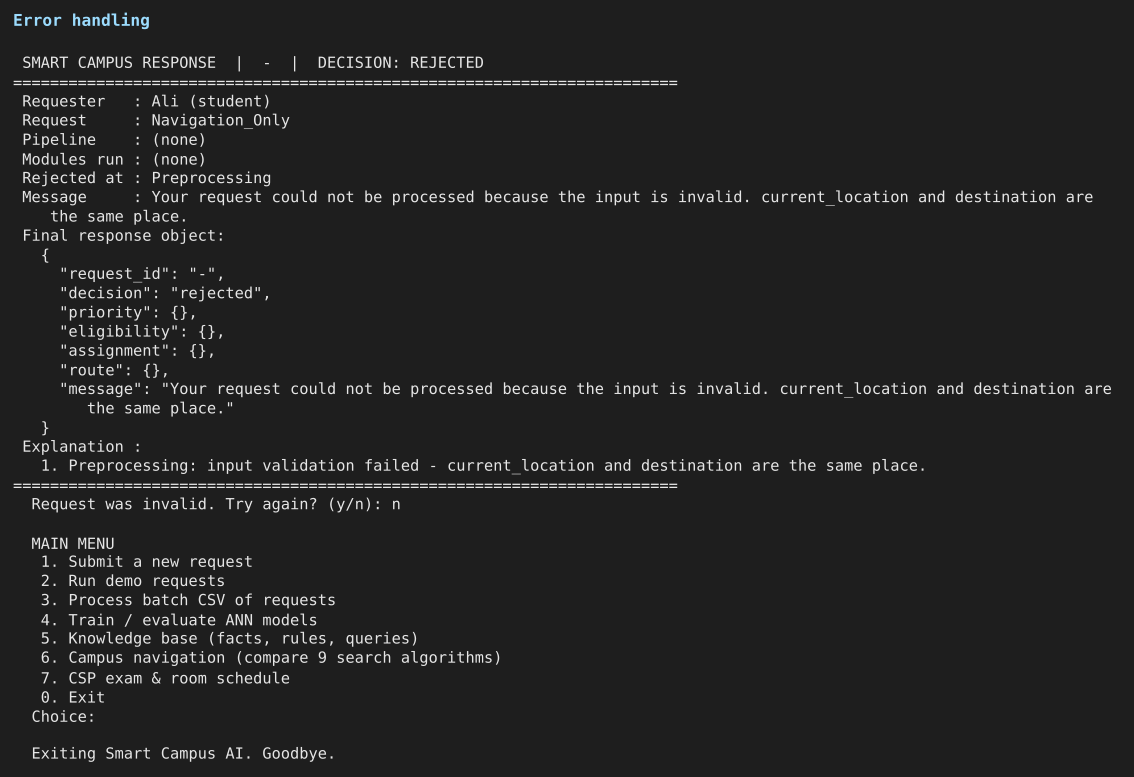 Error handling
SMART CAMPUS RESPONSE  |  -  |  DECISION: REJECTED
========================================================================
Requester   : Ali (student)
Request     : Navigation_Only
Pipeline    : (none)
Modules run : (none)
Rejected at : Preprocessing
Message     : Your request could not be processed because the input is invalid. current_location and destination are
the same place.
Final response object:
{
"request_id": "-",
"decision": "rejected",
"priority": {},
"eligibility": {},
"assignment": {},
"route": {},
"message": "Your request could not be processed because the input is invalid. current_location and destination are
the same place."
}
Explanation :
1. Preprocessing: input validation failed - current_location and destination are the same place.
========================================================================
Request was invalid. Try again? (y/n): n
MAIN MENU
1. Submit a new request
2. Run demo requests
3. Process batch CSV of requests
4. Train / evaluate ANN models
5. Knowledge base (facts, rules, queries)
6. Campus navigation (compare 9 search algorithms)
7. CSP exam & room schedule
0. Exit
Choice:
Exiting Smart Campus AI. Goodbye.